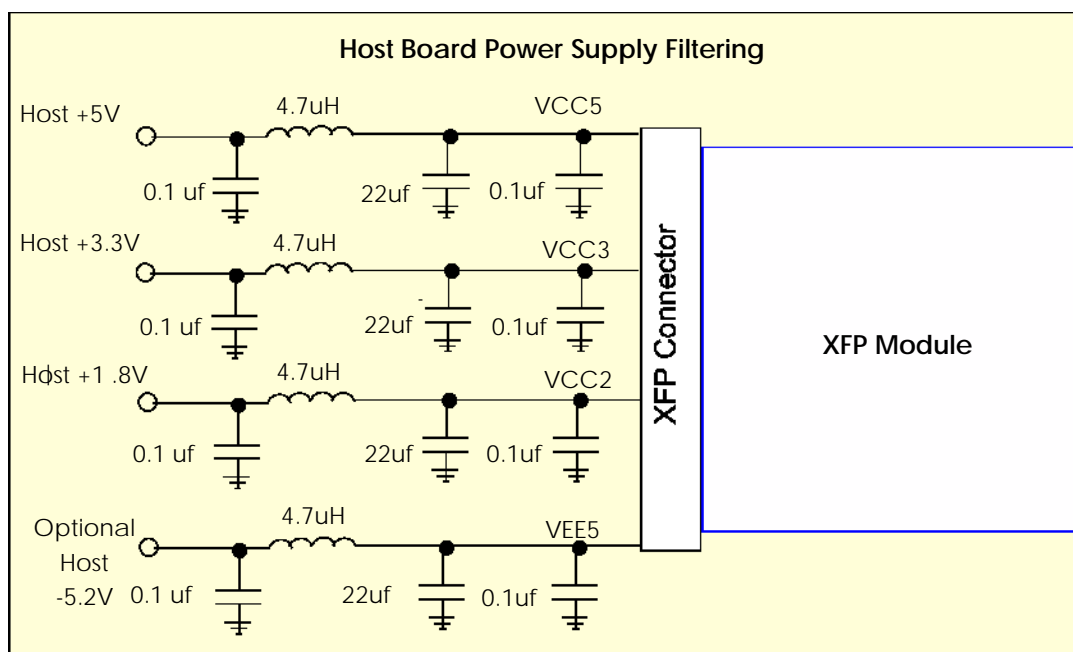 Host Board Power Supply Filtering
Host +5V
4.7uH
VCC5
0.1 uf
22uf
0.1uf
Host +3.3V
4.7uH
VCC3
0.1 uf
22uf
0.1uf
Host +1 .8V
4.7uH
VCC2
0.1 uf
22uf
0.1uf
Optional
Host
-5.2V
4.7uH
VEE5
0.1 uf
22uf
0.1uf
XFP Connector
XFP Module